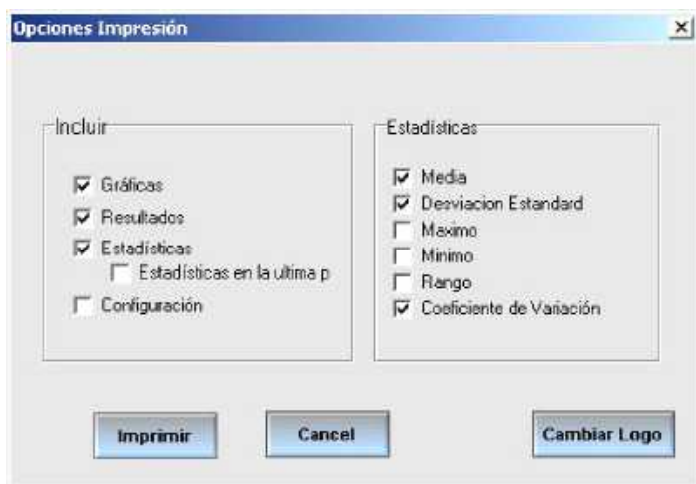 Opciones Impresión
Incluir
Gráficas
Resultados
Estadísticas
Estadísticas en la ultima p
Configuración
Estadísticas
Media
Desviacion Estandard
Maximo
Minimo
Rango
Coeficiente de Variación
Imprimir
Cancel
Cambiar Logo